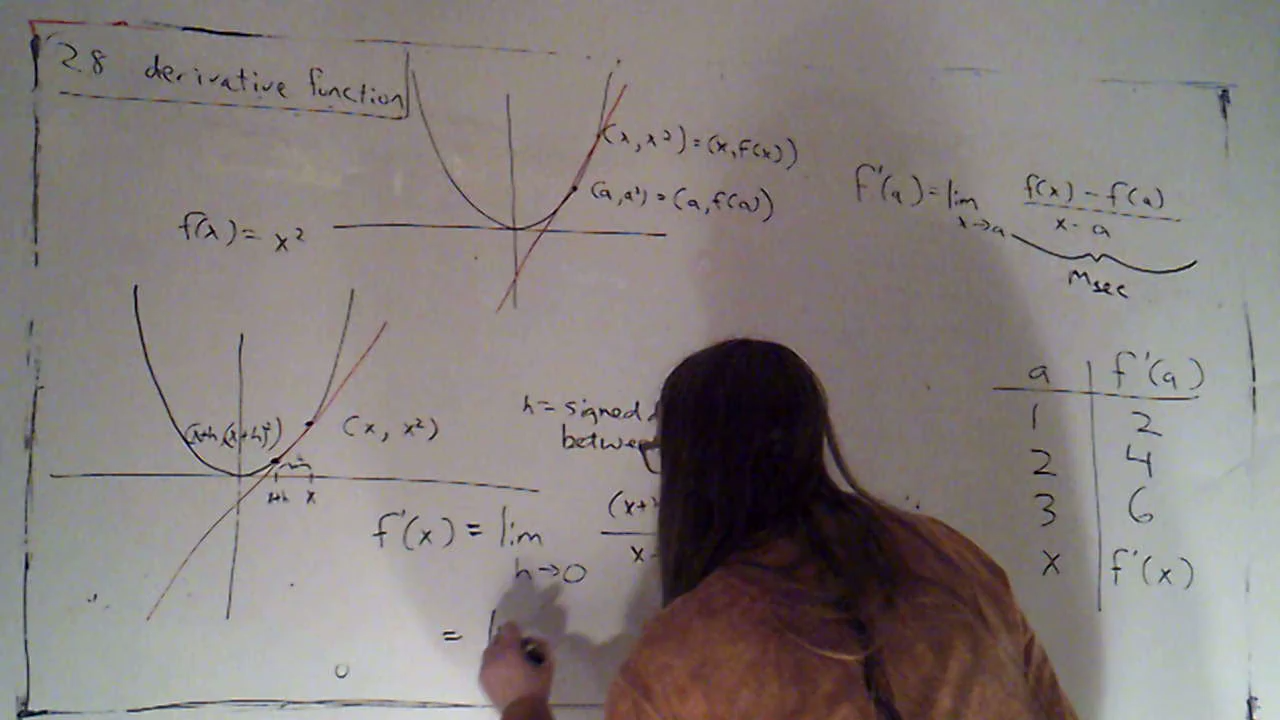 2.8 derivative function
(x, x²) = (x, f(x))
(a, a²) = (a, f(a))
f(x) = x²
f'(a) = lim x→a f(x) - f(a)
x - a
Msec
(x+h, (x+h)²)
(x, x²)
x+h x
h = signed
between
f'(x) = lim h→0 (x+
x -
=
a f'(a)
1 2
2 4
3 6
x f'(x)